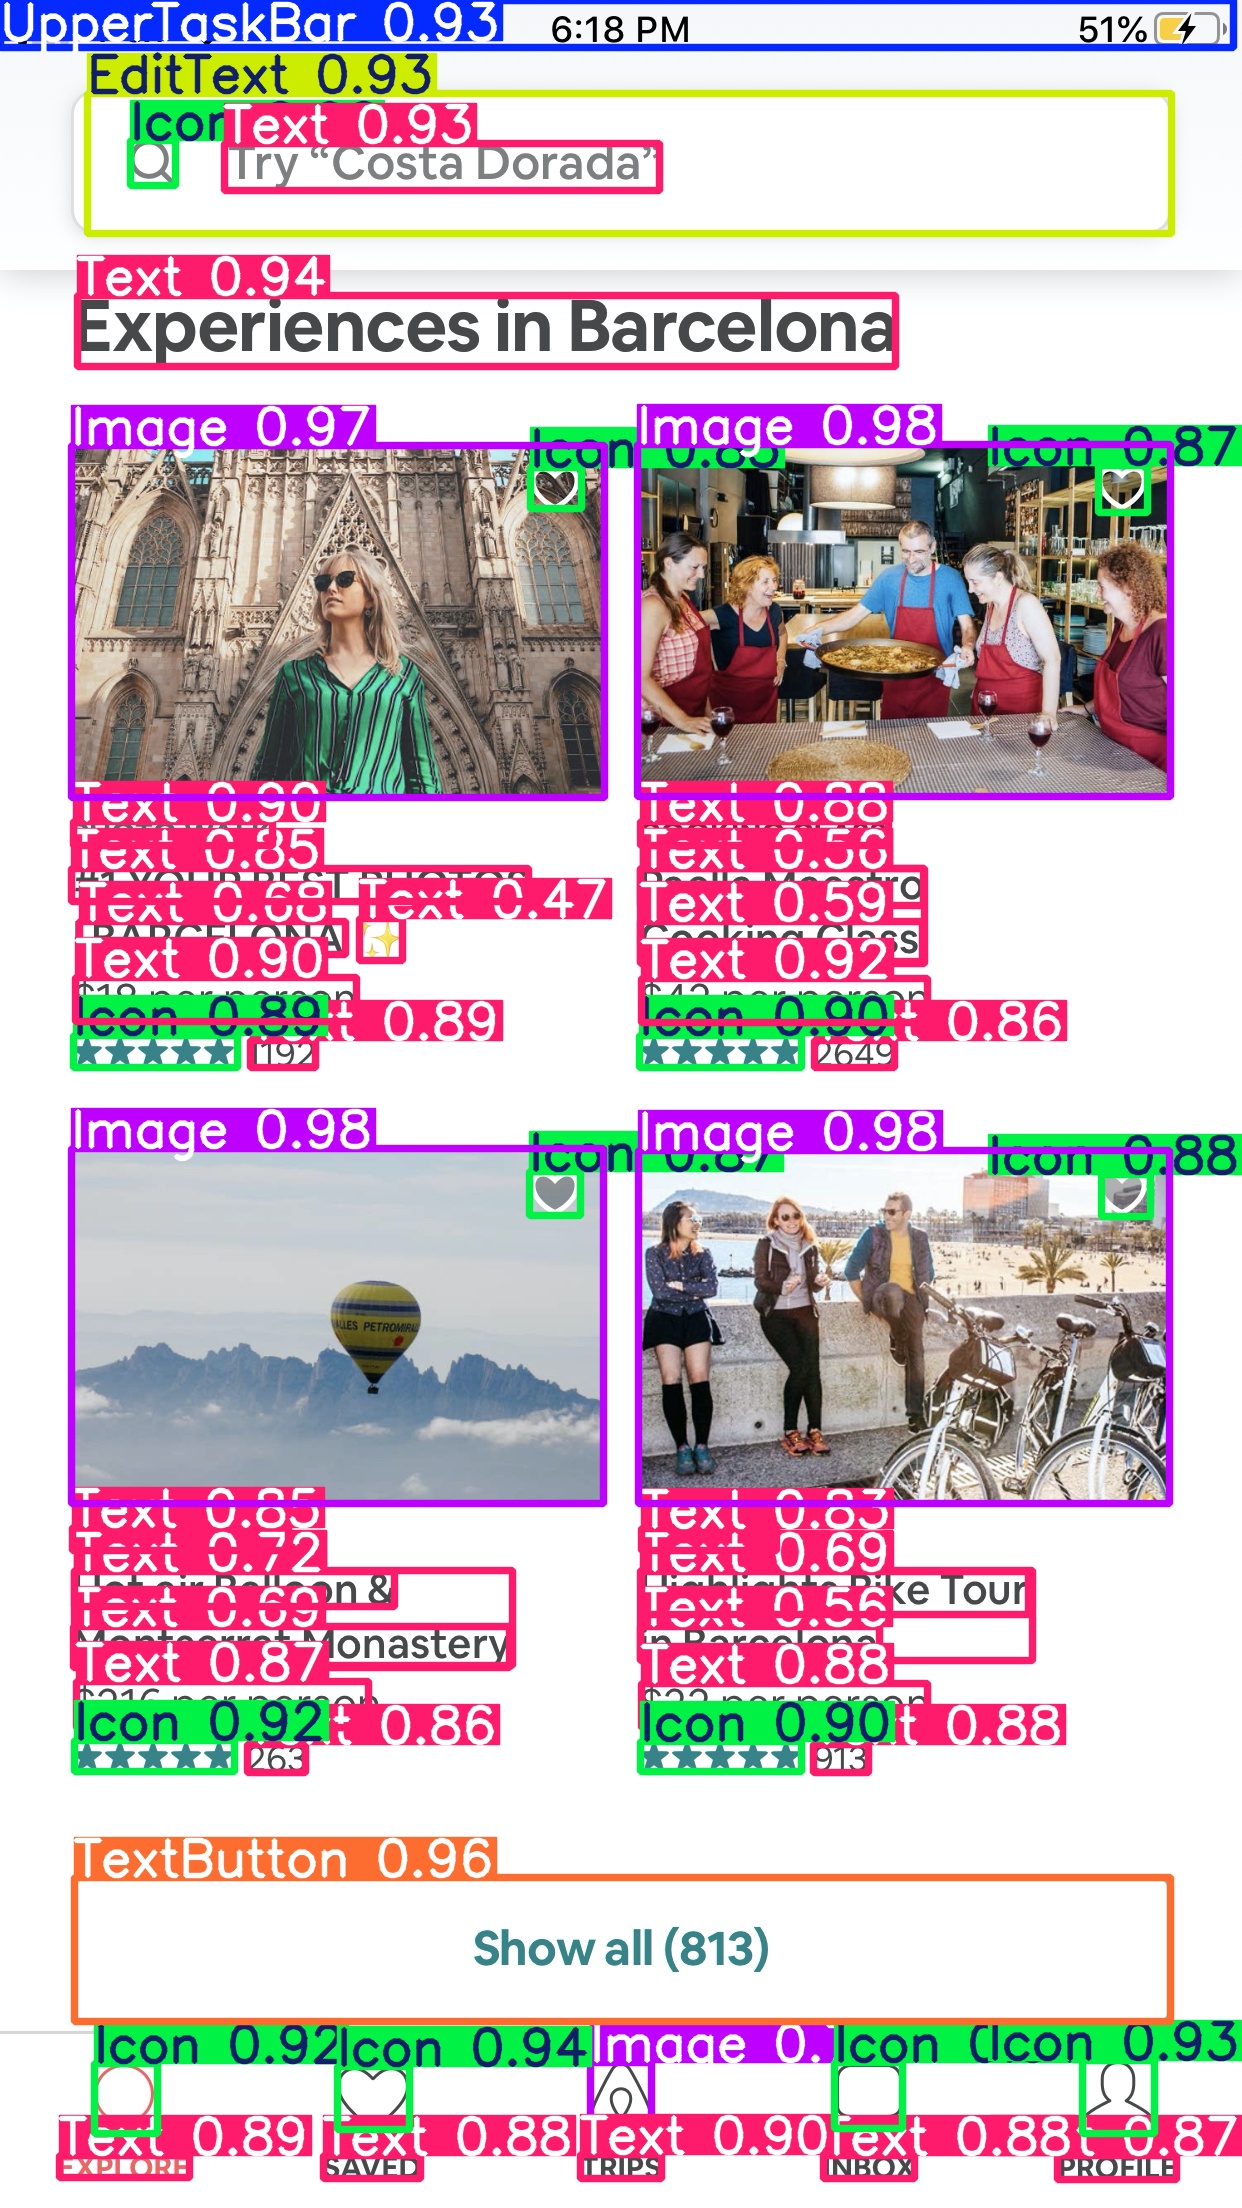 UpperTaskBar 0.93
6:18 PM
51%
EditText 0.93
Icon
Text 0.93
Try “Costa Dorada”
Text 0.94
Experiences in Barcelona
Image 0.97
Icon 0.85
Image 0.98
Icon 0.87
Text 0.90
Text 0.88
Text 0.85
Text 0.56
#1 YOUR BEST PHOTOS
Paella Maestro
Text 0.68
Text 0.47
Text 0.59
BARCELONA ✨
Cooking Class
Text 0.90
Text 0.92
$18 per person
$42 per person
Icon 0.89
0.89
Icon 0.90
0.86
1192
2649
Image 0.98
Icon 0.87
Image 0.98
Icon 0.88
ALLES PETROMIRA
Text 0.85
Text 0.83
Text 0.72
Text 0.69
Hot air Balloon &
Highlights Bike Tour
Text 0.69
Text 0.56
Montserrat Monastery
in Barcelona
Text 0.87
Text 0.88
$216 per person
$22 per person
Icon 0.92
0.86
Icon 0.90
0.88
263
913
TextButton 0.96
Show all (813)
Icon 0.92
Icon 0.94
Image 0.
Icon
Icon 0.93
Text 0.89
Text 0.88
Text 0.90
Text 0.88
0.87
EXPLORE
SAVED
TRIPS
INBOX
PROFILE